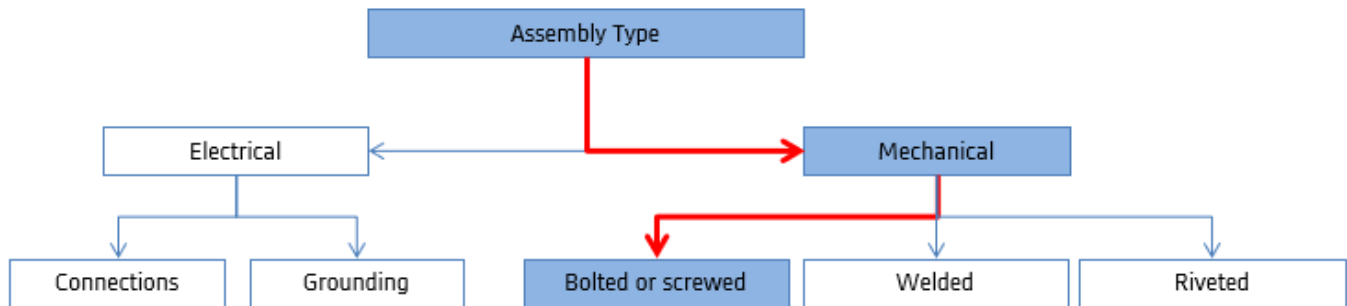 Assembly Type
Electrical
Mechanical
Connections
Grounding
Bolted or screwed
Welded
Riveted